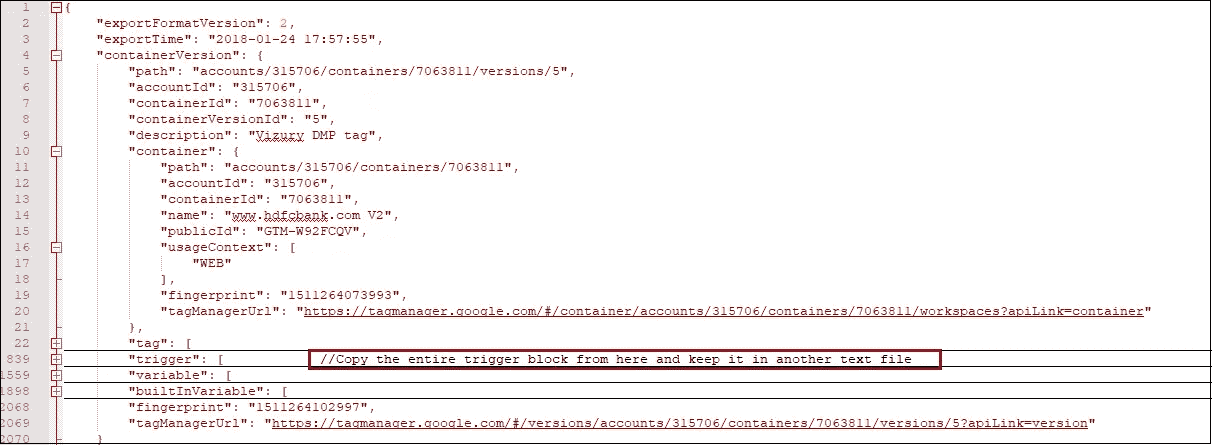 1 {
2 "exportFormatVersion": 2,
3 "exportTime": "2018-01-24 17:57:55",
4 "containerVersion": {
5 "path": "accounts/315706/containers/7063811/versions/5",
6 "accountId": "315706",
7 "containerId": "7063811",
8 "containerVersionId": "5",
9 "description": "Vizury DMP tag",
10 "container": {
11 "path": "accounts/315706/containers/7063811",
12 "accountId": "315706",
13 "containerId": "7063811",
14 "name": "www.hdfcbank.com V2",
15 "publicId": "GTM-W92FCQV",
16 "usageContext": [
17 "WEB"
18 ],
19 "fingerprint": "1511264073993",
20 "tagManagerUrl": "https://tagmanager.google.com/#/container/accounts/315706/containers/7063811/workspaces?apiLink=container"
21 },
22 "tag": [
839 "trigger": [ //Copy the entire trigger block from here and keep it in another text file
1559 "variable": [
1898 "builtInVariable": [
2068 "fingerprint": "1511264102997",
2069 "tagManagerUrl": "https://tagmanager.google.com/#/versions/accounts/315706/containers/7063811/versions/5?apiLink=version"
2070 }